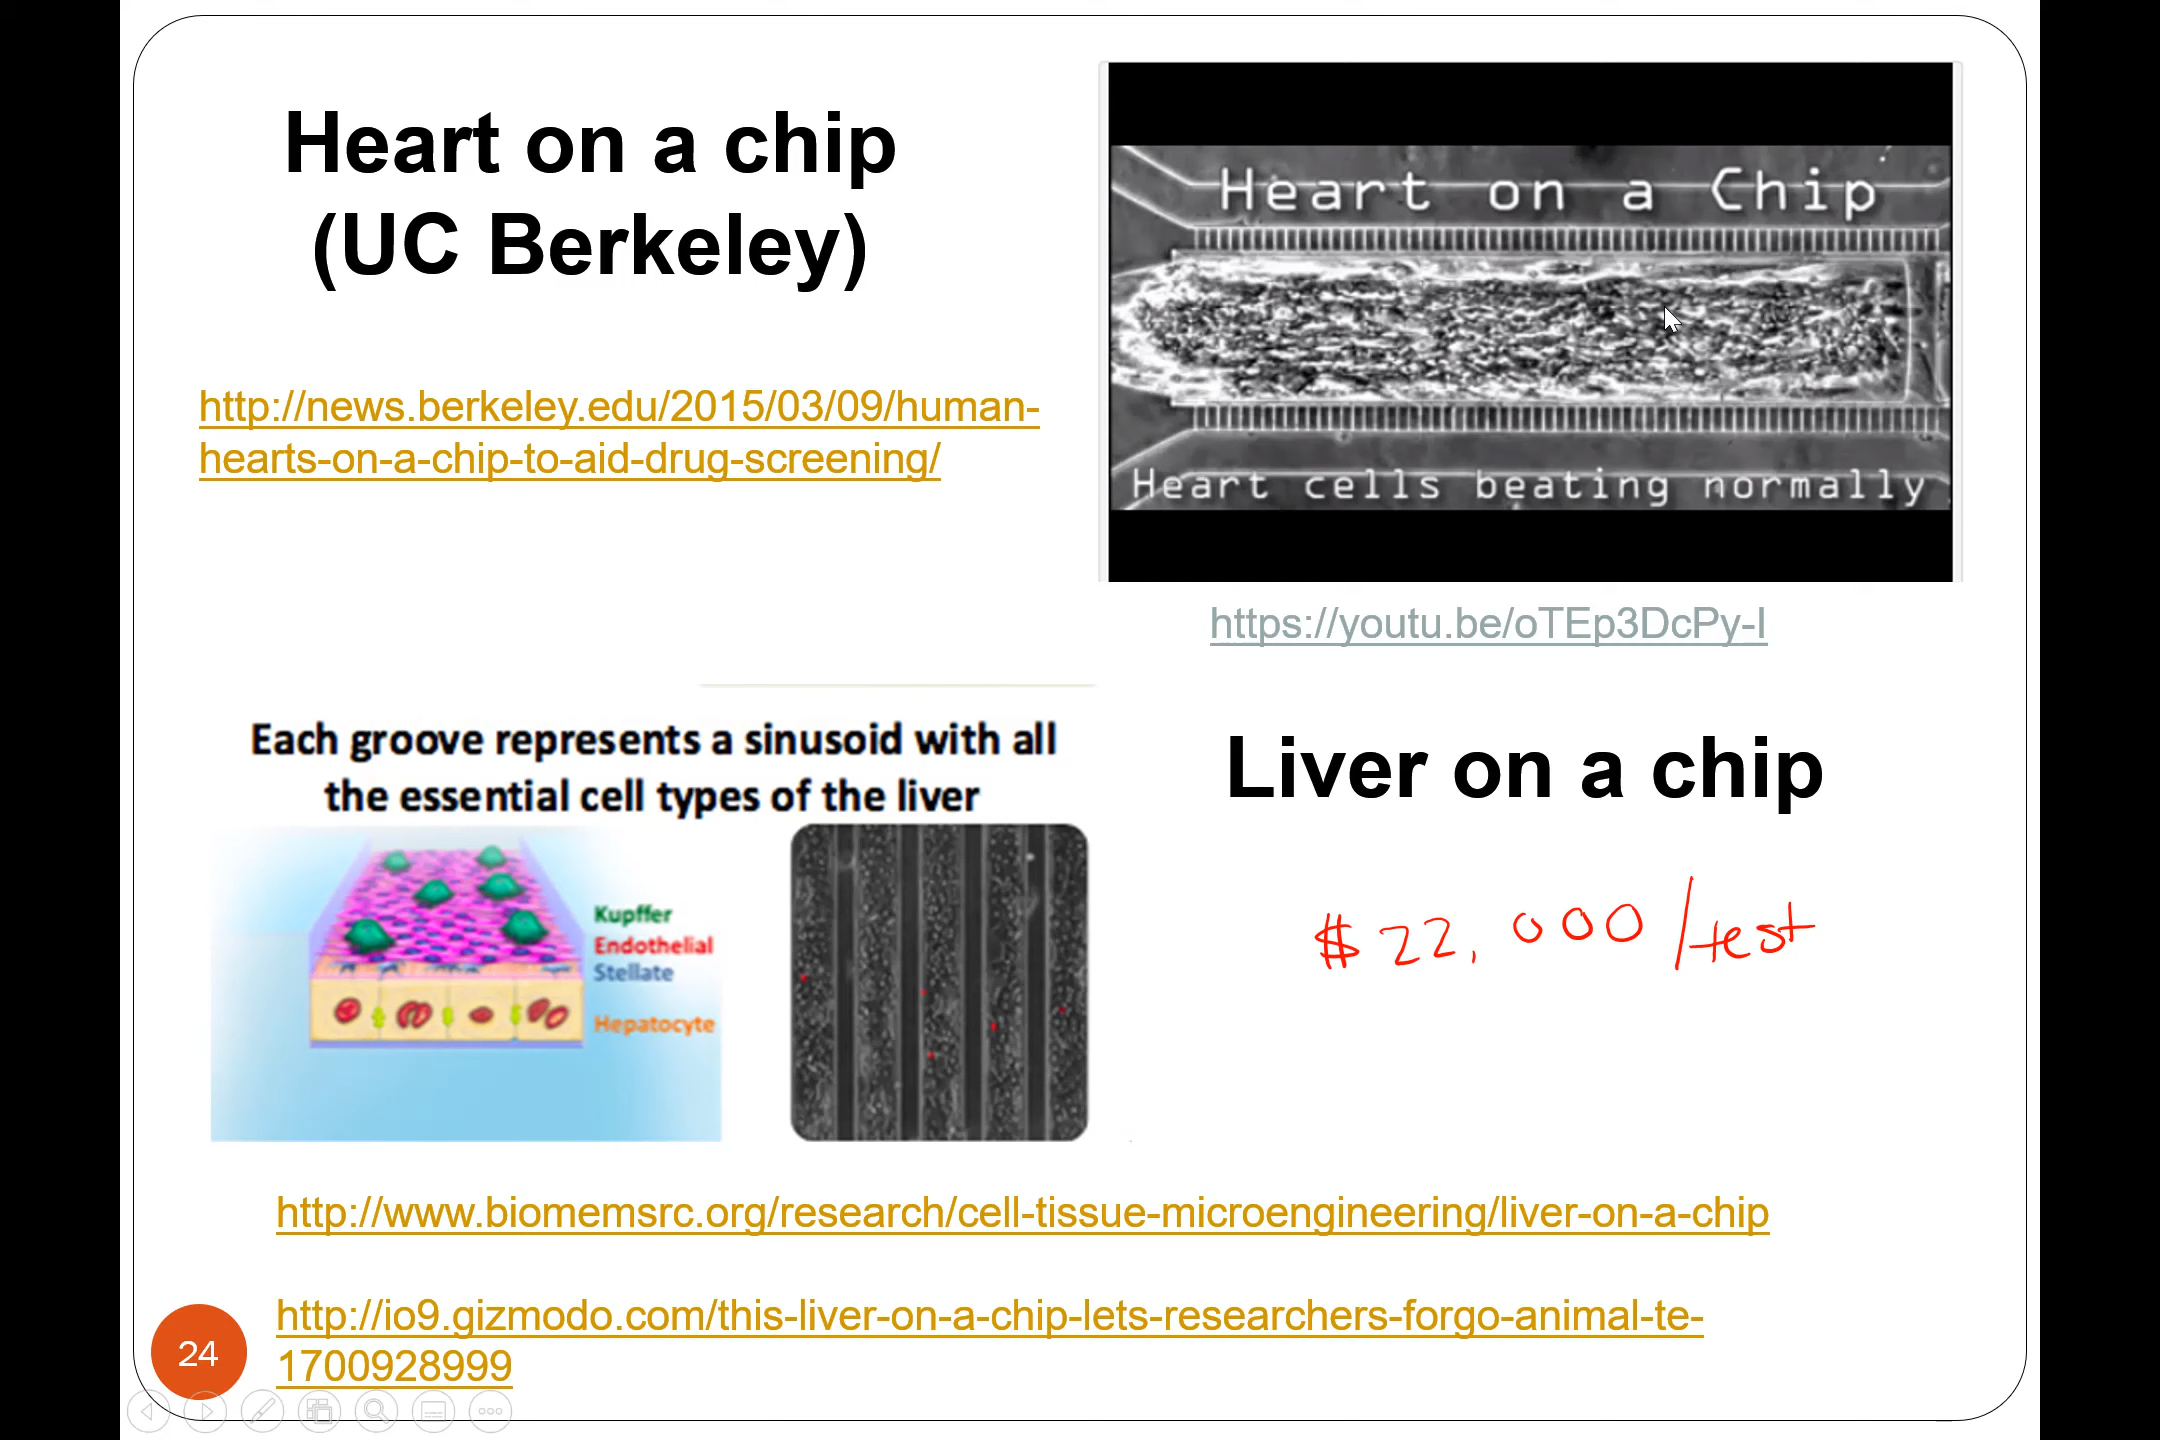 Heart on a chip
(UC Berkeley)
http://news.berkeley.edu/2015/03/09/human-
hearts-on-a-chip-to-aid-drug-screening/
Heart on a Chip
Heart cells beating normally
https://youtu.be/oTEp3DcPy-I
Each groove represents a sinusoid with all
the essential cell types of the liver
Kupffer
Endothelial
Stellate
Hepatocyte
Liver on a chip
$22,000/test
http://www.biomemsrc.org/research/cell-tissue-microengineering/liver-on-a-chip
http://io9.gizmodo.com/this-liver-on-a-chip-lets-researchers-forgo-animal-te-
1700928999
24